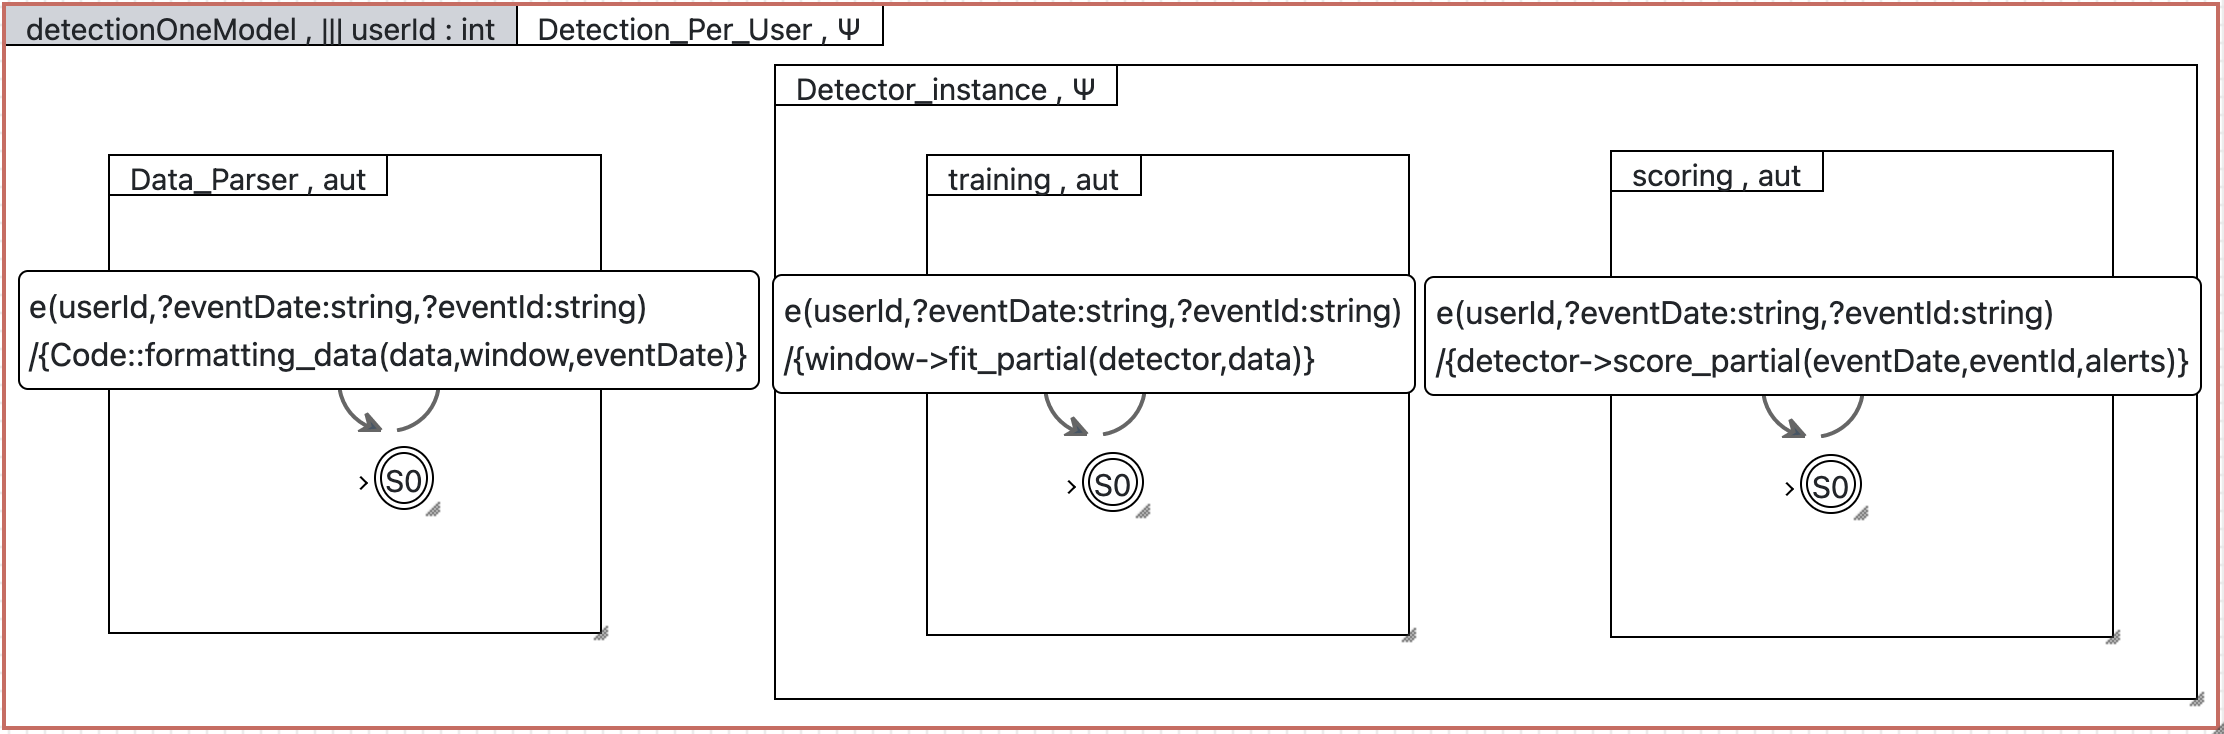 detectionOneModel , ||| userId : int
Detection_Per_User , Ψ
Detector_instance , Ψ
Data_Parser , aut
training , aut
scoring , aut
e(userId,?eventDate:string,?eventId:string)
/{Code::formatting_data(data,window,eventDate)}
e(userId,?eventDate:string,?eventId:string)
/{window->fit_partial(detector,data)}
e(userId,?eventDate:string,?eventId:string)
/{detector->score_partial(eventDate,eventId,alerts)}
S0
S0
S0